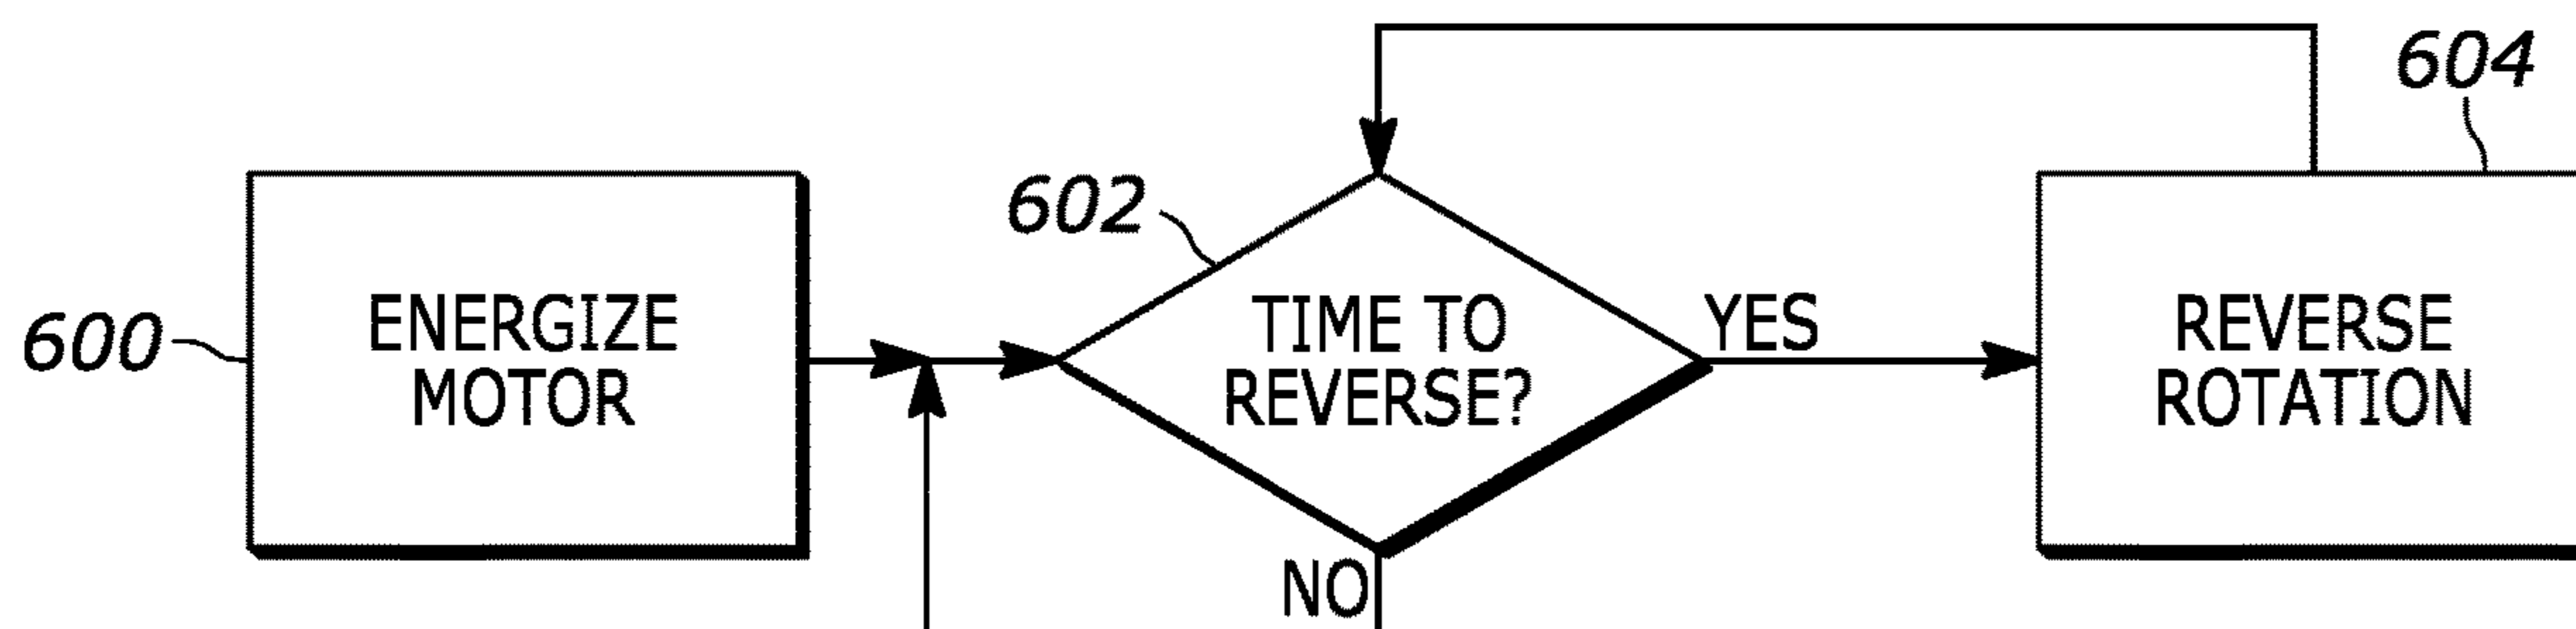 604
602
600
ENERGIZE
MOTOR
TIME TO
REVERSE?
YES
REVERSE
ROTATION
NO